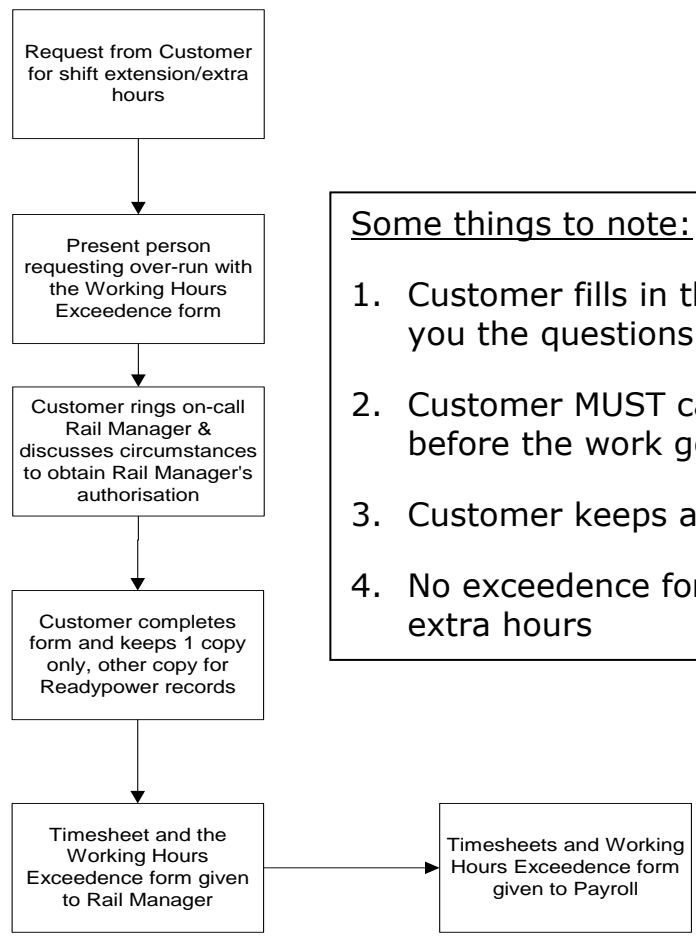 Request from Customer
for shift extension/extra
hours
Present person
requesting over-run with
the Working Hours
Exceedence form
Customer rings on-call
Rail Manager &
discusses circumstances
to obtain Rail Manager's
authorisation
Customer completes
form and keeps 1 copy
only, other copy for
Readypower records
Timesheet and the
Working Hours
Exceedence form given
to Rail Manager
Timesheets and Working
Hours Exceedence form
given to Payroll
Some things to note:
1. Customer fills in
you the questions
2. Customer MUST
before the work
3. Customer keeps
4. No exceedence
extra hours